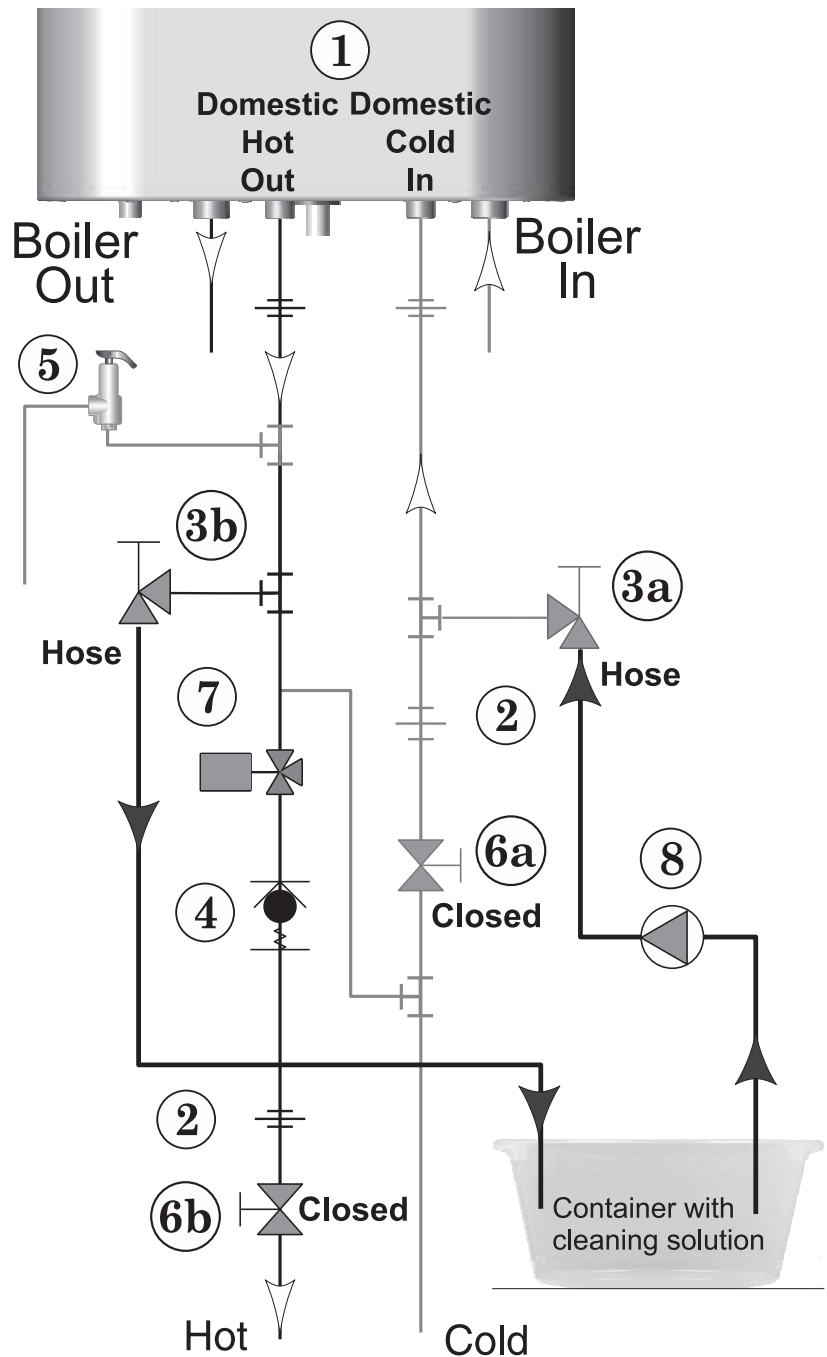 1
Domestic Domestic
Hot Cold
Out In
Boiler
Out
Boiler
In
5
3b
3a
Hose
Hose
7
2
6a
8
4
Closed
2
6b
Closed
Container with
cleaning solution
Hot
Cold